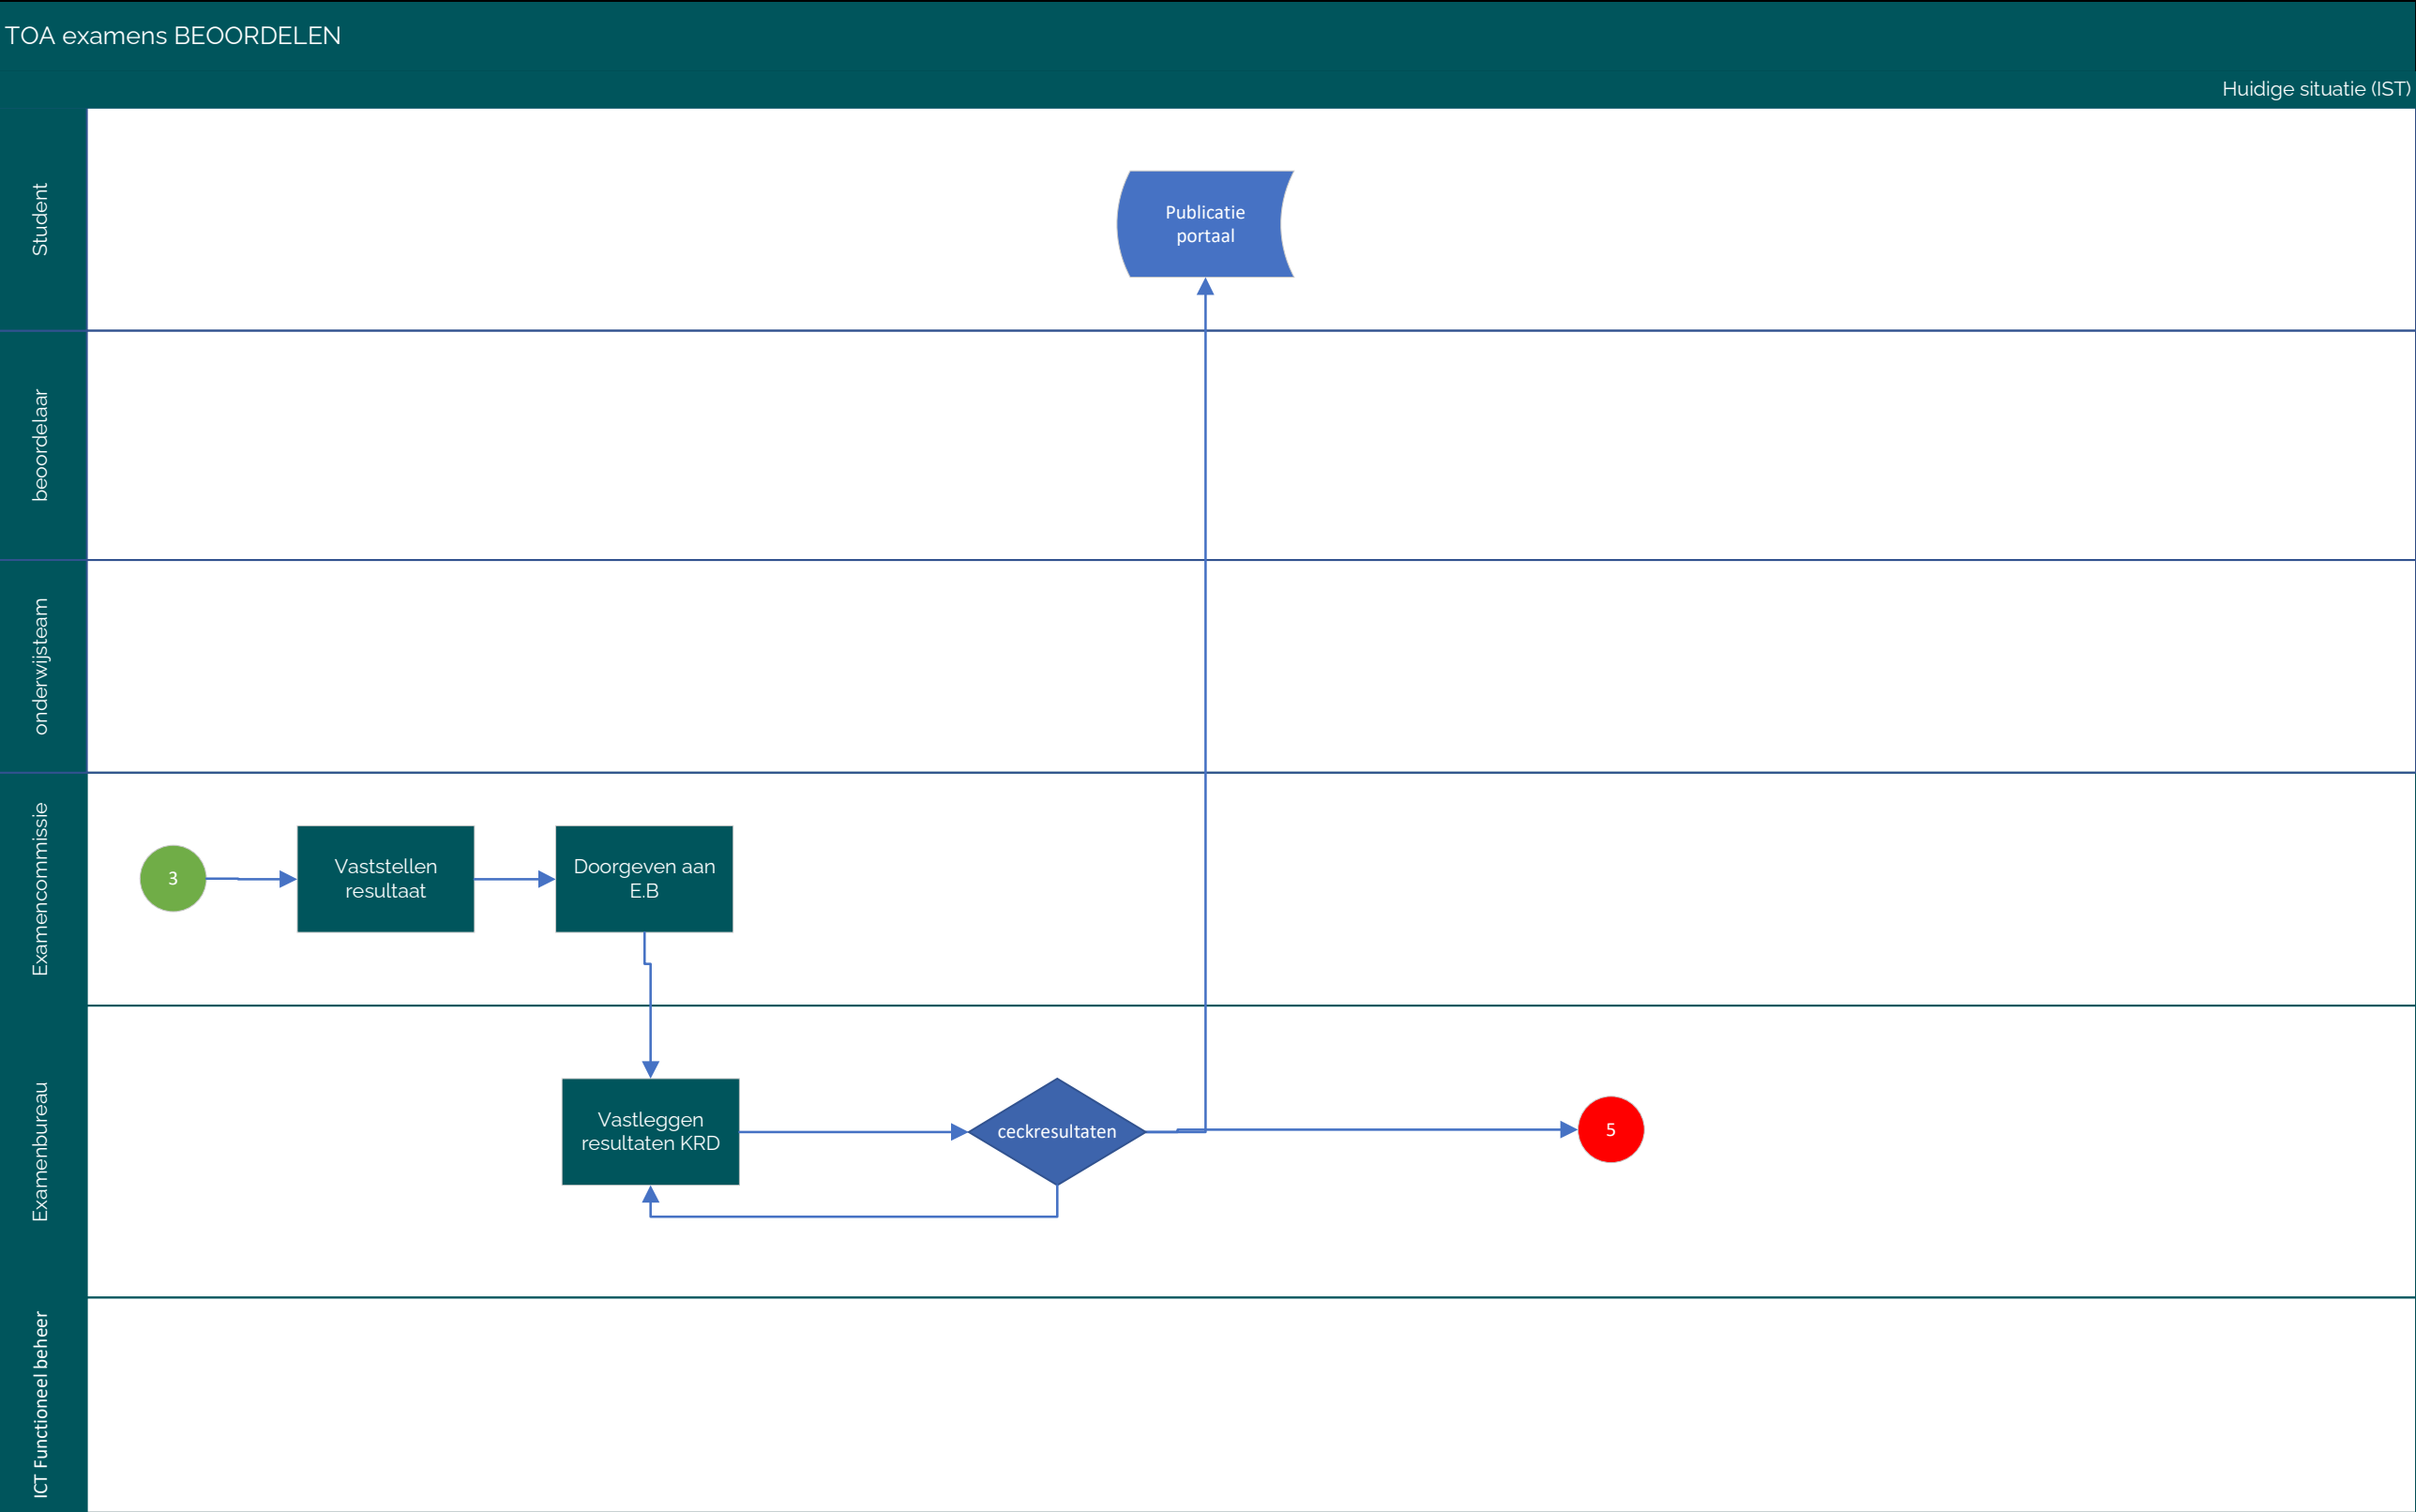 TOA examens BEOORDELEN
Huidige situatie (IST)
Student
Publicatie
portaal
beoordelaar
onderwijsteam
Examencommissie
3
Vaststellen
resultaat
Doorgeven aan
E.B
Examenbureau
Vastleggen
resultaten KRD
ceckresultaten
5
ICT Functioneel beheer